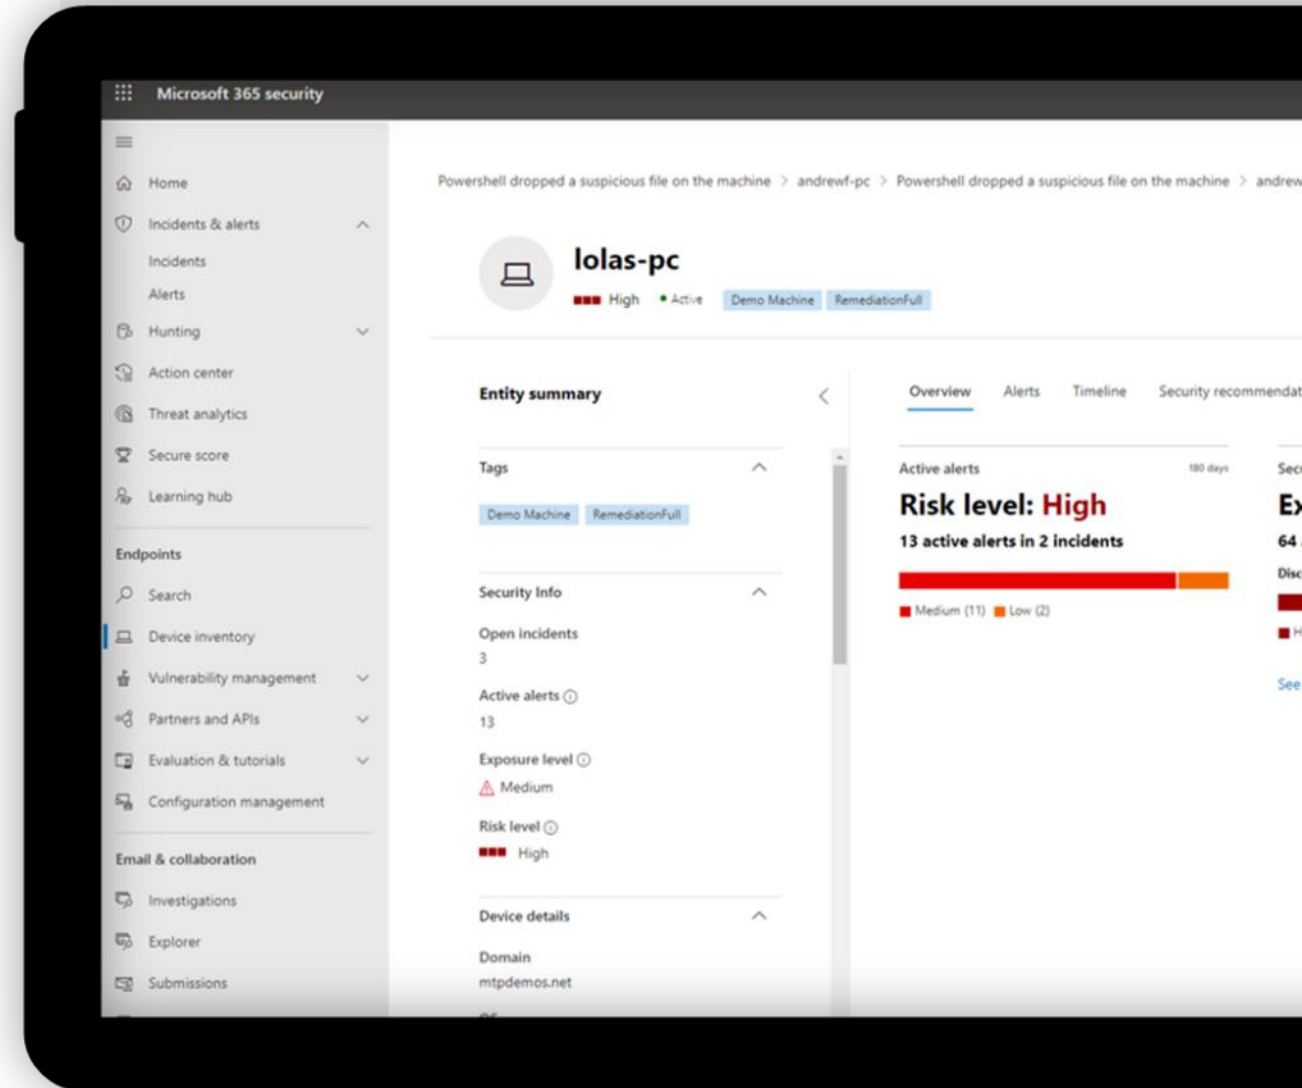 Microsoft 365 security
Home
Incidents & alerts
Incidents
Alerts
Hunting
Action center
Threat analytics
Secure score
Learning hub
Endpoints
Search
Device inventory
Vulnerability management
Partners and APIs
Evaluation & tutorials
Configuration management
Email & collaboration
Investigations
Explorer
Submissions
Powershell dropped a suspicious file on the machine > andrewf-pc > Powershell dropped a suspicious file on the machine >
lolas-pc
High • Active Demo Machine RemediationFull
Entity summary
Tags
Demo Machine RemediationFull
Security Info
Open incidents
3
Active alerts
13
Exposure level
Medium
Risk level
High
Device details
Domain
mtpdemos.net
Overview Alerts Timeline Security
Active alerts 180 days
Risk level: High
13 active alerts in 2 incidents
Medium (11) Low (2)
64
See